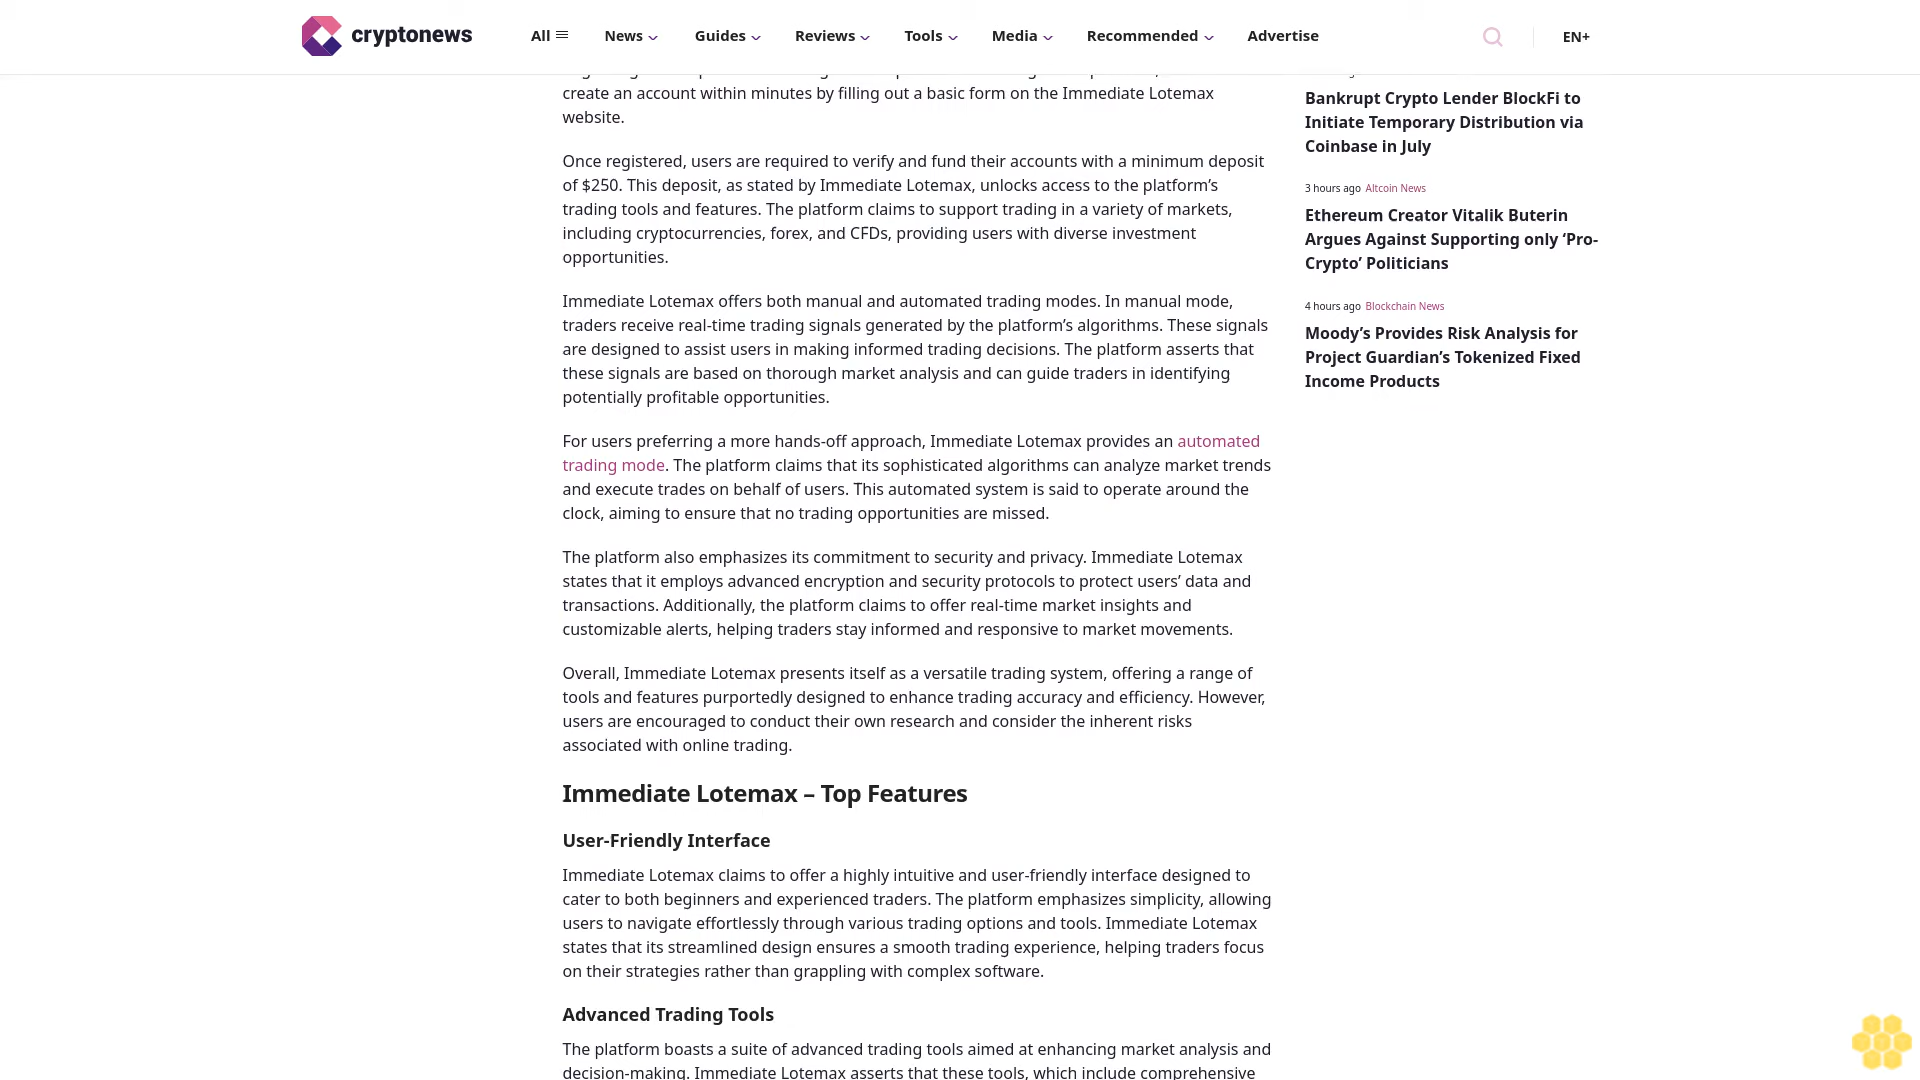 cryptonews
All
News
Guides
Reviews
Tools
Media
Recommended
Advertise
EN+
create an account within minutes by filling out a basic form on the Immediate Lotemax
website.
Once registered, users are required to verify and fund their accounts with a minimum deposit
of $250. This deposit, as stated by Immediate Lotemax, unlocks access to the platform’s
trading tools and features. The platform claims to support trading in a variety of markets,
including cryptocurrencies, forex, and CFDs, providing users with diverse investment
opportunities.
Immediate Lotemax offers both manual and automated trading modes. In manual mode,
traders receive real-time trading signals generated by the platform’s algorithms. These signals
are designed to assist users in making informed trading decisions. The platform asserts that
these signals are based on thorough market analysis and can guide traders in identifying
potentially profitable opportunities.
For users preferring a more hands-off approach, Immediate Lotemax provides an automated
trading mode. The platform claims that its sophisticated algorithms can analyze market trends
and execute trades on behalf of users. This automated system is said to operate around the
clock, aiming to ensure that no trading opportunities are missed.
The platform also emphasizes its commitment to security and privacy. Immediate Lotemax
states that it employs advanced encryption and security protocols to protect users’ data and
transactions. Additionally, the platform claims to offer real-time market insights and
customizable alerts, helping traders stay informed and responsive to market movements.
Overall, Immediate Lotemax presents itself as a versatile trading system, offering a range of
tools and features purportedly designed to enhance trading accuracy and efficiency. However,
users are encouraged to conduct their own research and consider the inherent risks
associated with online trading.
Immediate Lotemax – Top Features
User-Friendly Interface
Immediate Lotemax claims to offer a highly intuitive and user-friendly interface designed to
cater to both beginners and experienced traders. The platform emphasizes simplicity, allowing
users to navigate effortlessly through various trading options and tools. Immediate Lotemax
states that its streamlined design ensures a smooth trading experience, helping traders focus
on their strategies rather than grappling with complex software.
Advanced Trading Tools
The platform boasts a suite of advanced trading tools aimed at enhancing market analysis and
decision-making. Immediate Lotemax asserts that these tools, which include comprehensive
Bankrupt Crypto Lender BlockFi to
Initiate Temporary Distribution via
Coinbase in July
3 hours ago Altcoin News
Ethereum Creator Vitalik Buterin
Argues Against Supporting only ‘Pro-
Crypto’ Politicians
4 hours ago Blockchain News
Moody’s Provides Risk Analysis for
Project Guardian’s Tokenized Fixed
Income Products